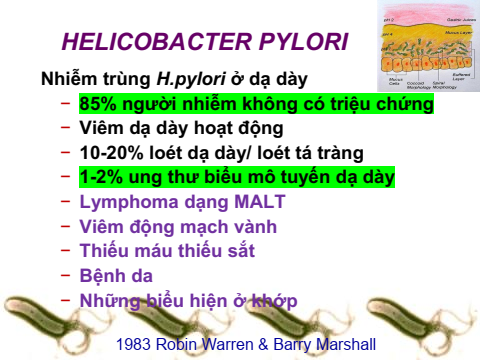 HELICOBACTER PYLORI
pH 2
Gastric Juices
Mucus Layer
Mucus Cells
Coccoid Morphology
Spiral Morphology
Buffered Layer
Nhiễm trùng H.pylori ở dạ dày
– 85% người nhiễm không có triệu chứng
– Viêm dạ dày hoạt động
– 10-20% loét dạ dày/ loét tá tràng
– 1-2% ung thư biểu mô tuyến dạ dày
– Lymphoma dạng MALT
– Viêm động mạch vành
– Thiếu máu thiếu sắt
– Bệnh da
– Những biểu hiện ở khớp
1983 Robin Warren & Barry Marshall